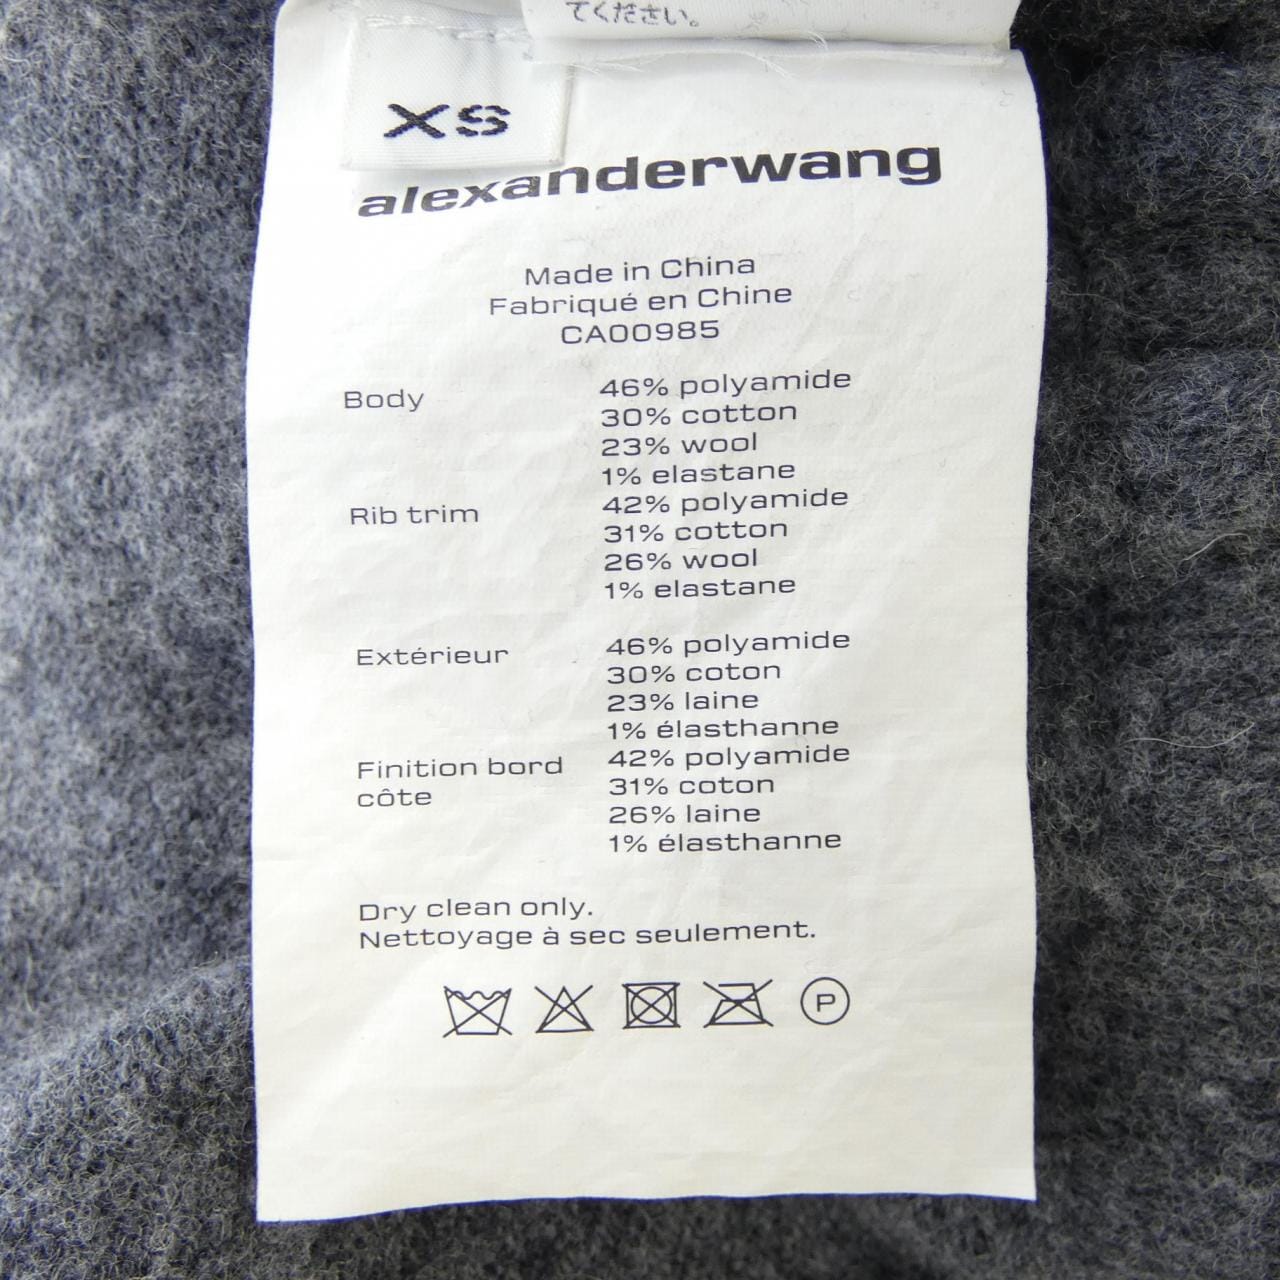 てください。
XS
alexanderwang
Made in China
Fabriqué en Chine
CA00985
Body
46% polyamide
30% cotton
23% wool
1% elastane
Rib trim
42% polyamide
31% cotton
26% wool
1% elastane
Extérieur
46% polyamide
30% coton
23% laine
1% élasthanne
Finition bord
côte
42% polyamide
31% coton
26% laine
1% élasthanne
Dry clean only.
Nettoyage à sec seulement.
P